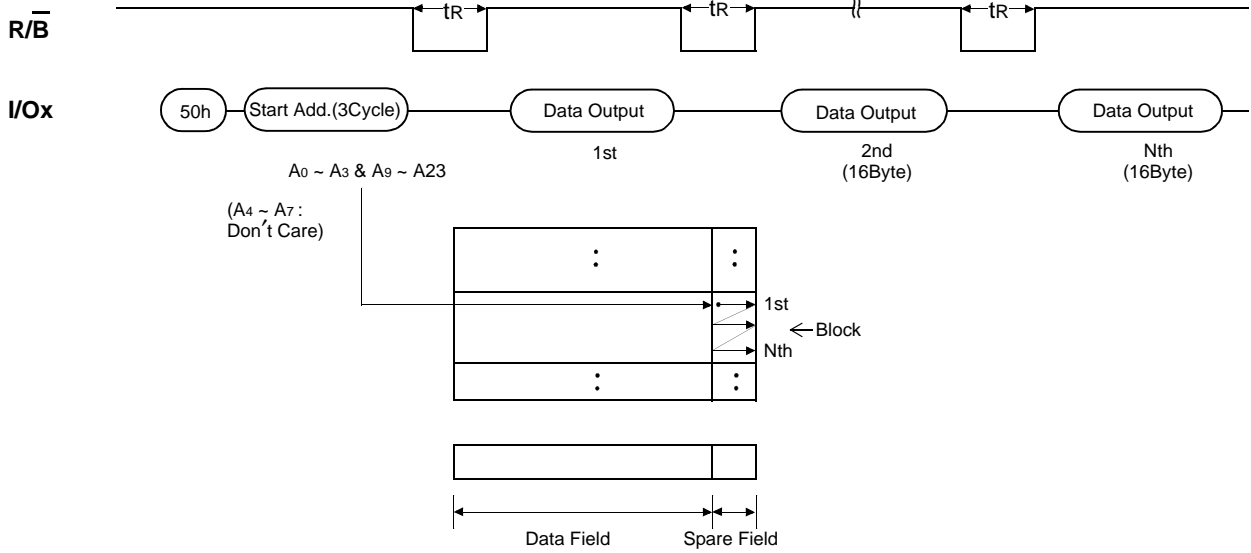 R/B
tR
tR
tR
I/Ox
50h
Start Add.(3Cycle)
Data Output
Data Output
Data Output
1st
2nd
(16Byte)
Nth
(16Byte)
A0 ~ A3 & A9 ~ A23
(A4 ~ A7 :
Don't Care)
1st
Block
Nth
Data Field
Spare Field